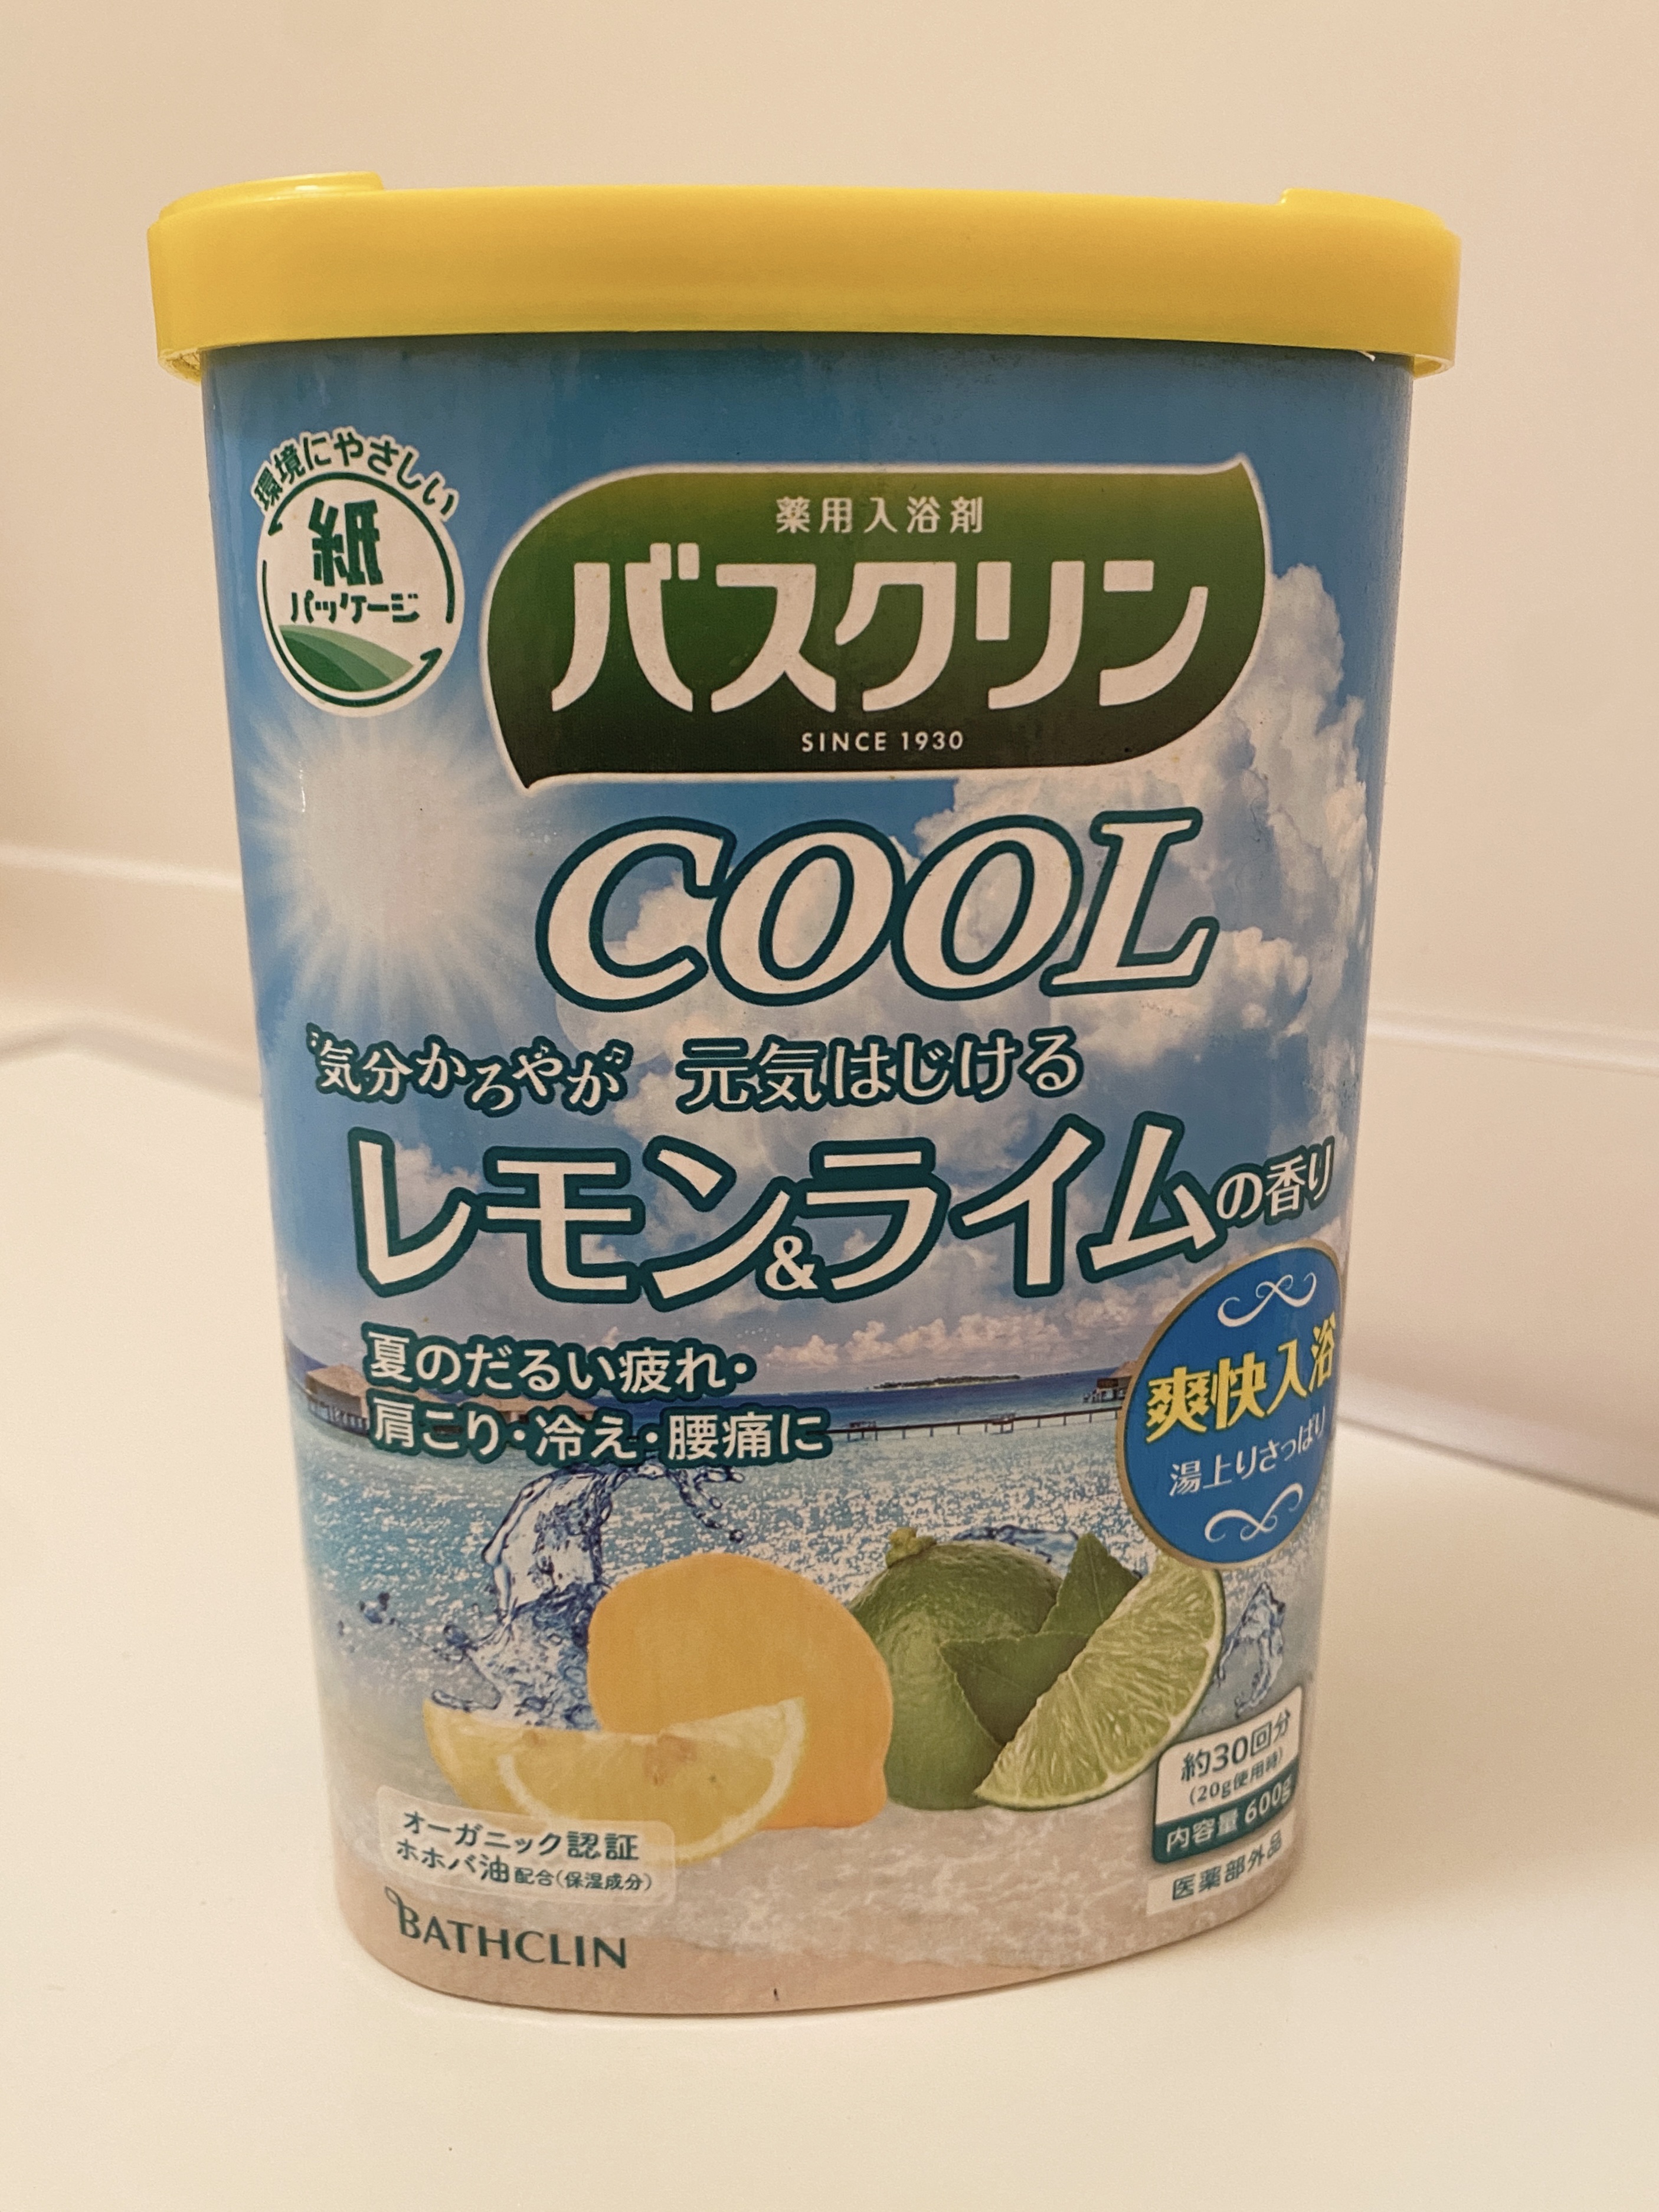 環境にやさしい
紙
パッケージ
薬用入浴剤
バスクリン
SINCE 1930
COOL
気分かろやか♫ 元気はじける
レモン&ライムの香り
夏のだるい疲れ・
肩こり・冷え・腰痛に
爽快入浴
湯上りさっぱり
約30回分
(20g使用時)
内容量 600g
医薬部外品
オーガニック認証
ホホバ油配合(保湿成分)
BATHCLIN